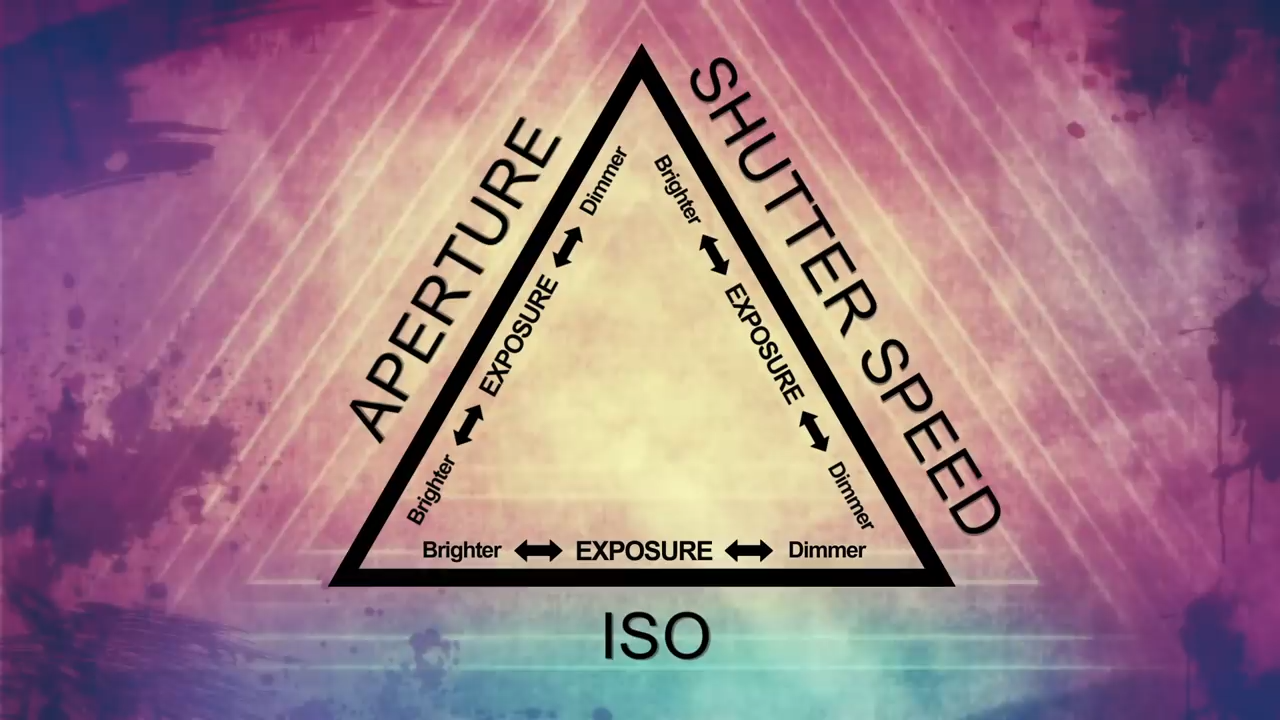 APERTURE
SHUTTER SPEED
Brighter ↔ EXPOSURE ↔ Dimmer
Brighter ↔ EXPOSURE ↔ Dimmer
Brighter ↔ EXPOSURE ↔ Dimmer
ISO